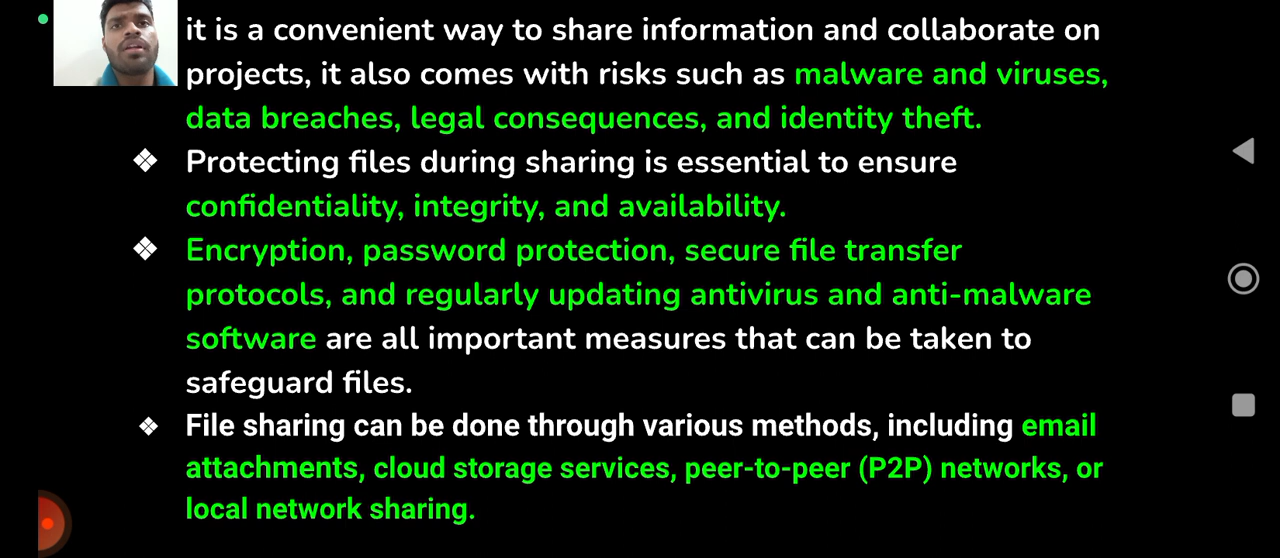 it is a convenient way to share information and collaborate on
projects, it also comes with risks such as malware and viruses,
data breaches, legal consequences, and identity theft.
❖ Protecting files during sharing is essential to ensure
confidentiality, integrity, and availability.
❖ Encryption, password protection, secure file transfer
protocols, and regularly updating antivirus and anti-malware
software are all important measures that can be taken to
safeguard files.
❖ File sharing can be done through various methods, including email
attachments, cloud storage services, peer-to-peer (P2P) networks, or
local network sharing.